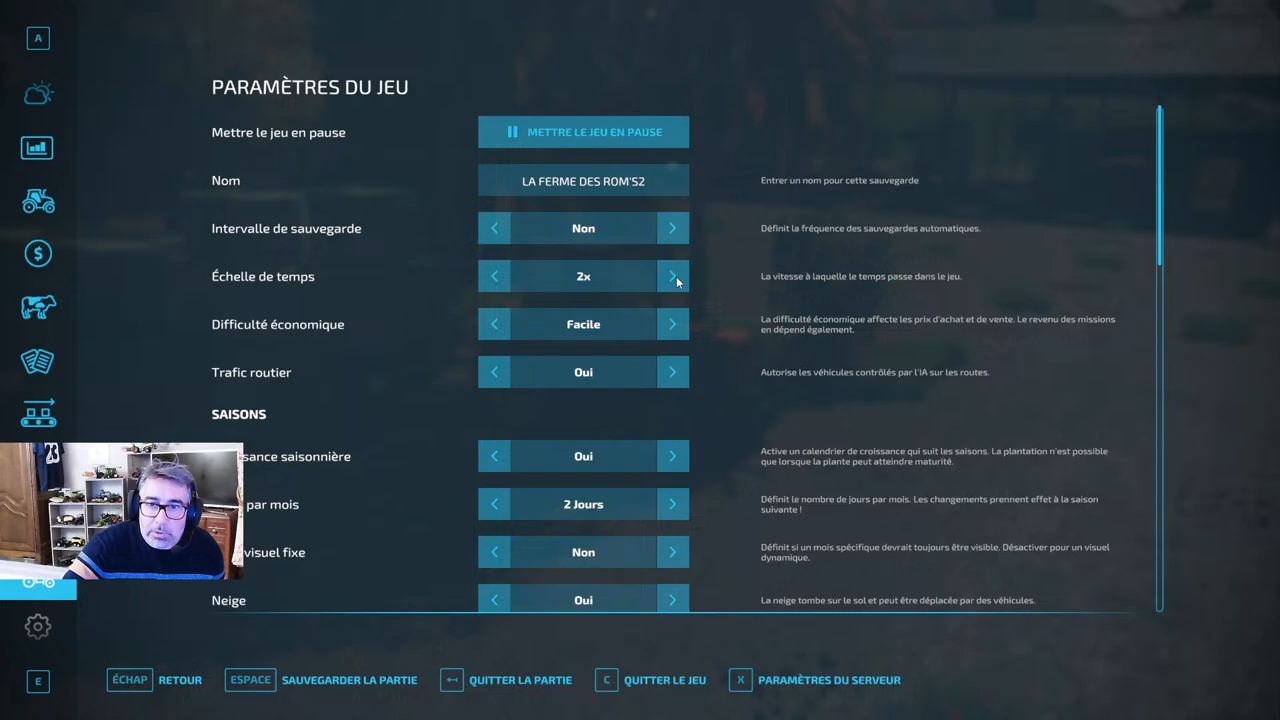 A
PARAMÈTRES DU JEU
Mettre le jeu en pause
METTRE LE JEU EN PAUSE
Nom
LA FERME DES ROM'S2
Entrer un nom pour cette sauvegarde
Intervalle de sauvegarde
Non
Définit la fréquence des sauvegardes automatiques.
Échelle de temps
2x
La vitesse à laquelle le temps passe dans le jeu.
Difficulté économique
Facile
La difficulté économique affecte les prix d'achat et de vente. Le revenu des missions
en dépend également.
Trafic routier
Oui
Autorise les véhicules contrôlés par l'IA sur les routes.
SAISONS
sance saisonnière
Oui
Active un calendrier de croissance qui suit les saisons. La plantation n'est possible
que lorsque la plante peut atteindre maturité.
par mois
2 Jours
Définit le nombre de jours par mois. Les changements prennent effet à la saison
suivante !
visuel fixe
Non
Définit si un mois spécifique devrait toujours être visible. Désactiver pour un visuel
dynamique.
Neige
Oui
La neige tombe sur le sol et peut être déplacée par des véhicules.
E
ÉCHAP RETOUR ESPACE SAUVEGARDER LA PARTIE QUITTER LA PARTIE C QUITTER LE JEU X PARAMÈTRES DU SERVEUR
23